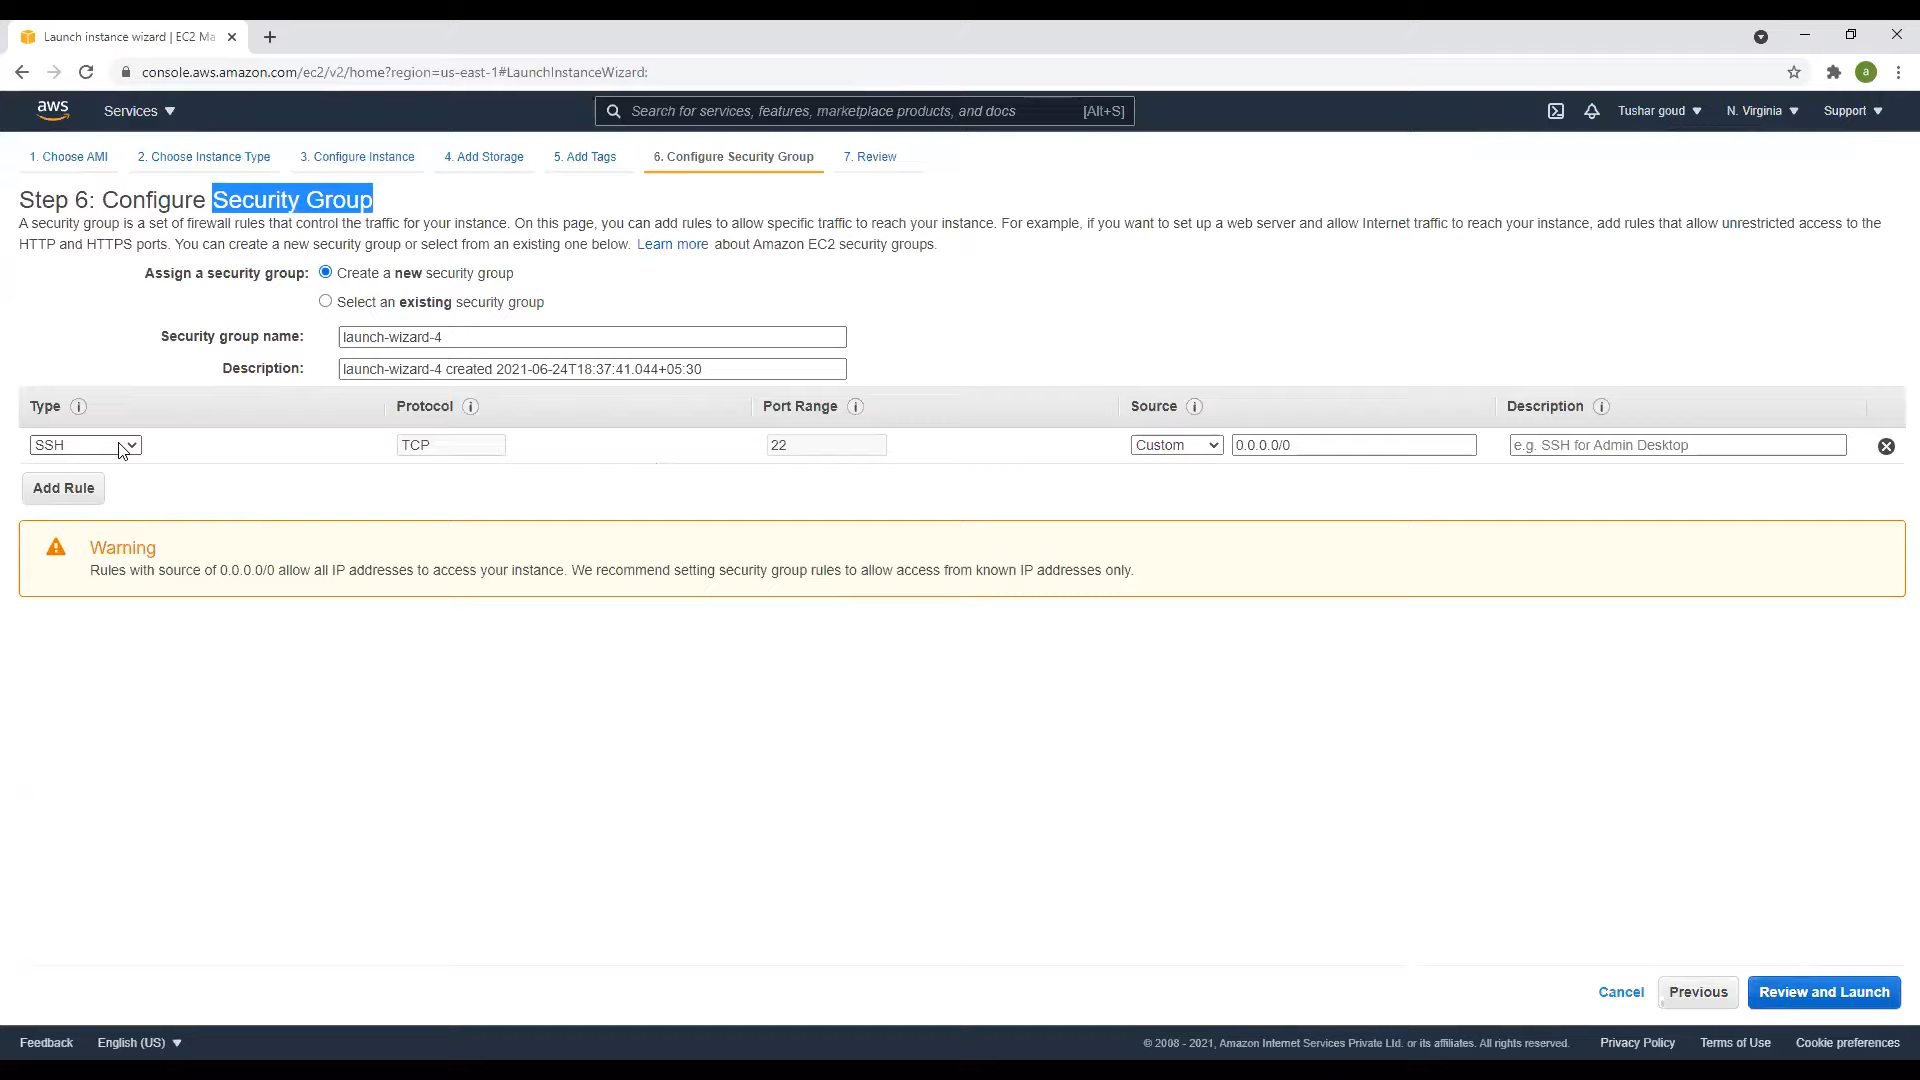 Launch instance wizard | EC2 Ma
console.aws.amazon.com/ec2/v2/home?region=us-east-1#LaunchInstanceWizard:
a
aws Services Search for services, features, marketplace products, and docs [Alt+S] Tushar goud N. Virginia Support
1. Choose AMI 2. Choose Instance Type 3. Configure Instance 4. Add Storage 5. Add Tags 6. Configure Security Group 7. Review
Step 6: Configure Security Group
A security group is a set of firewall rules that control the traffic for your instance. On this page, you can add rules to allow specific traffic to reach your instance. For example, if you want to set up a web server and allow Internet traffic to reach your instance, add rules that allow unrestricted access to the
HTTP and HTTPS ports. You can create a new security group or select from an existing one below. Learn more about Amazon EC2 security groups.
Assign a security group: Create a new security group
Select an existing security group
Security group name: launch-wizard-4
Description: launch-wizard-4 created 2021-06-24T18:37:41.044+05:30
Type i Protocol i Port Range i Source i Description i
SSH TCP 22 Custom 0.0.0.0/0 e.g. SSH for Admin Desktop
Add Rule
Warning
Rules with source of 0.0.0.0/0 allow all IP addresses to access your instance. We recommend setting security group rules to allow access from known IP addresses only.
Cancel Previous Review and Launch
Feedback English (US) © 2008 - 2021, Amazon Internet Services Private Ltd. or its affiliates. All rights reserved. Privacy Policy Terms of Use Cookie preferences